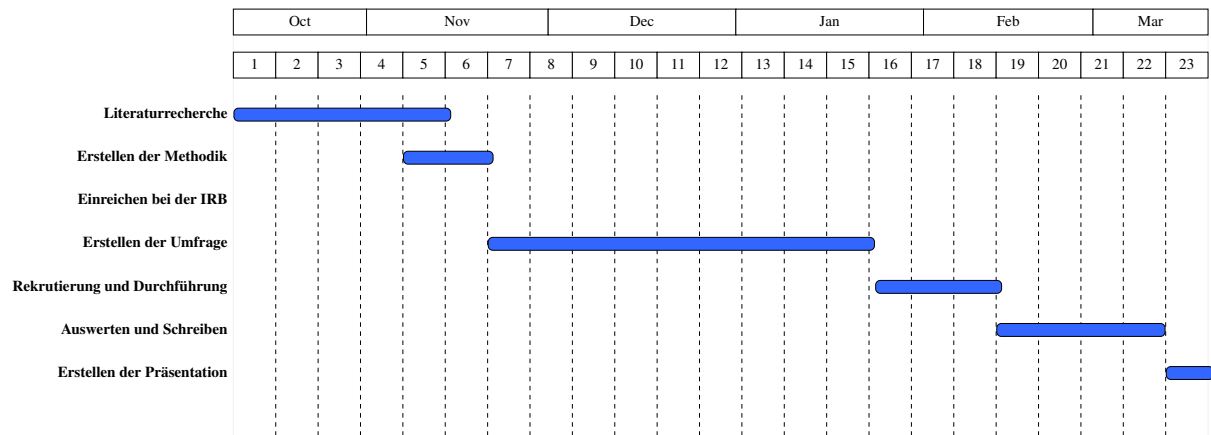 Oct Nov Dec Jan Feb Mar
1 2 3 4 5 6 7 8 9 10 11 12 13 14 15 16 17 18 19 20 21 22 23
Literaturrecherche
Erstellen der Methodik
Einreichen bei der IRB
Erstellen der Umfrage
Rekrutierung und Durchführung
Auswerten und Schreiben
Erstellen der Präsentation